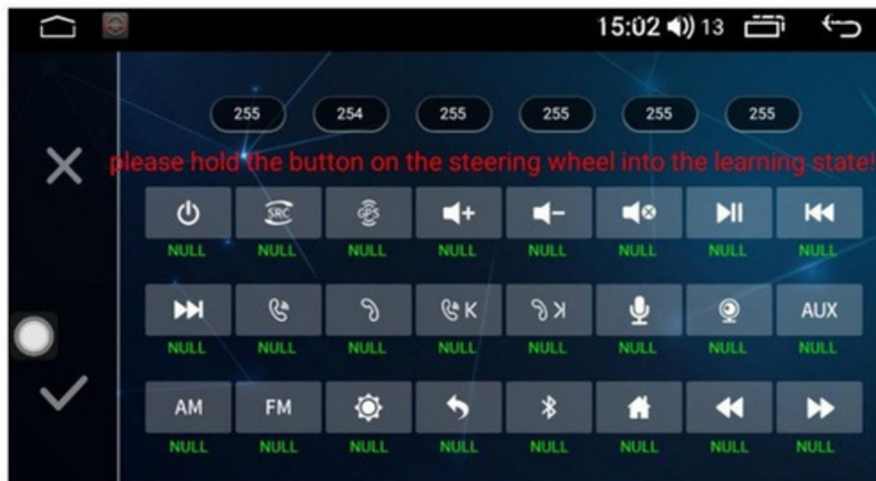 15:02 13
255 254 255 255 255 255
please hold the button on the steering wheel into the learning state!
SRC GPS
NULL NULL NULL NULL NULL NULL NULL NULL
K K AUX
NULL NULL NULL NULL NULL NULL NULL NULL
AM FM
NULL NULL NULL NULL NULL NULL NULL NULL